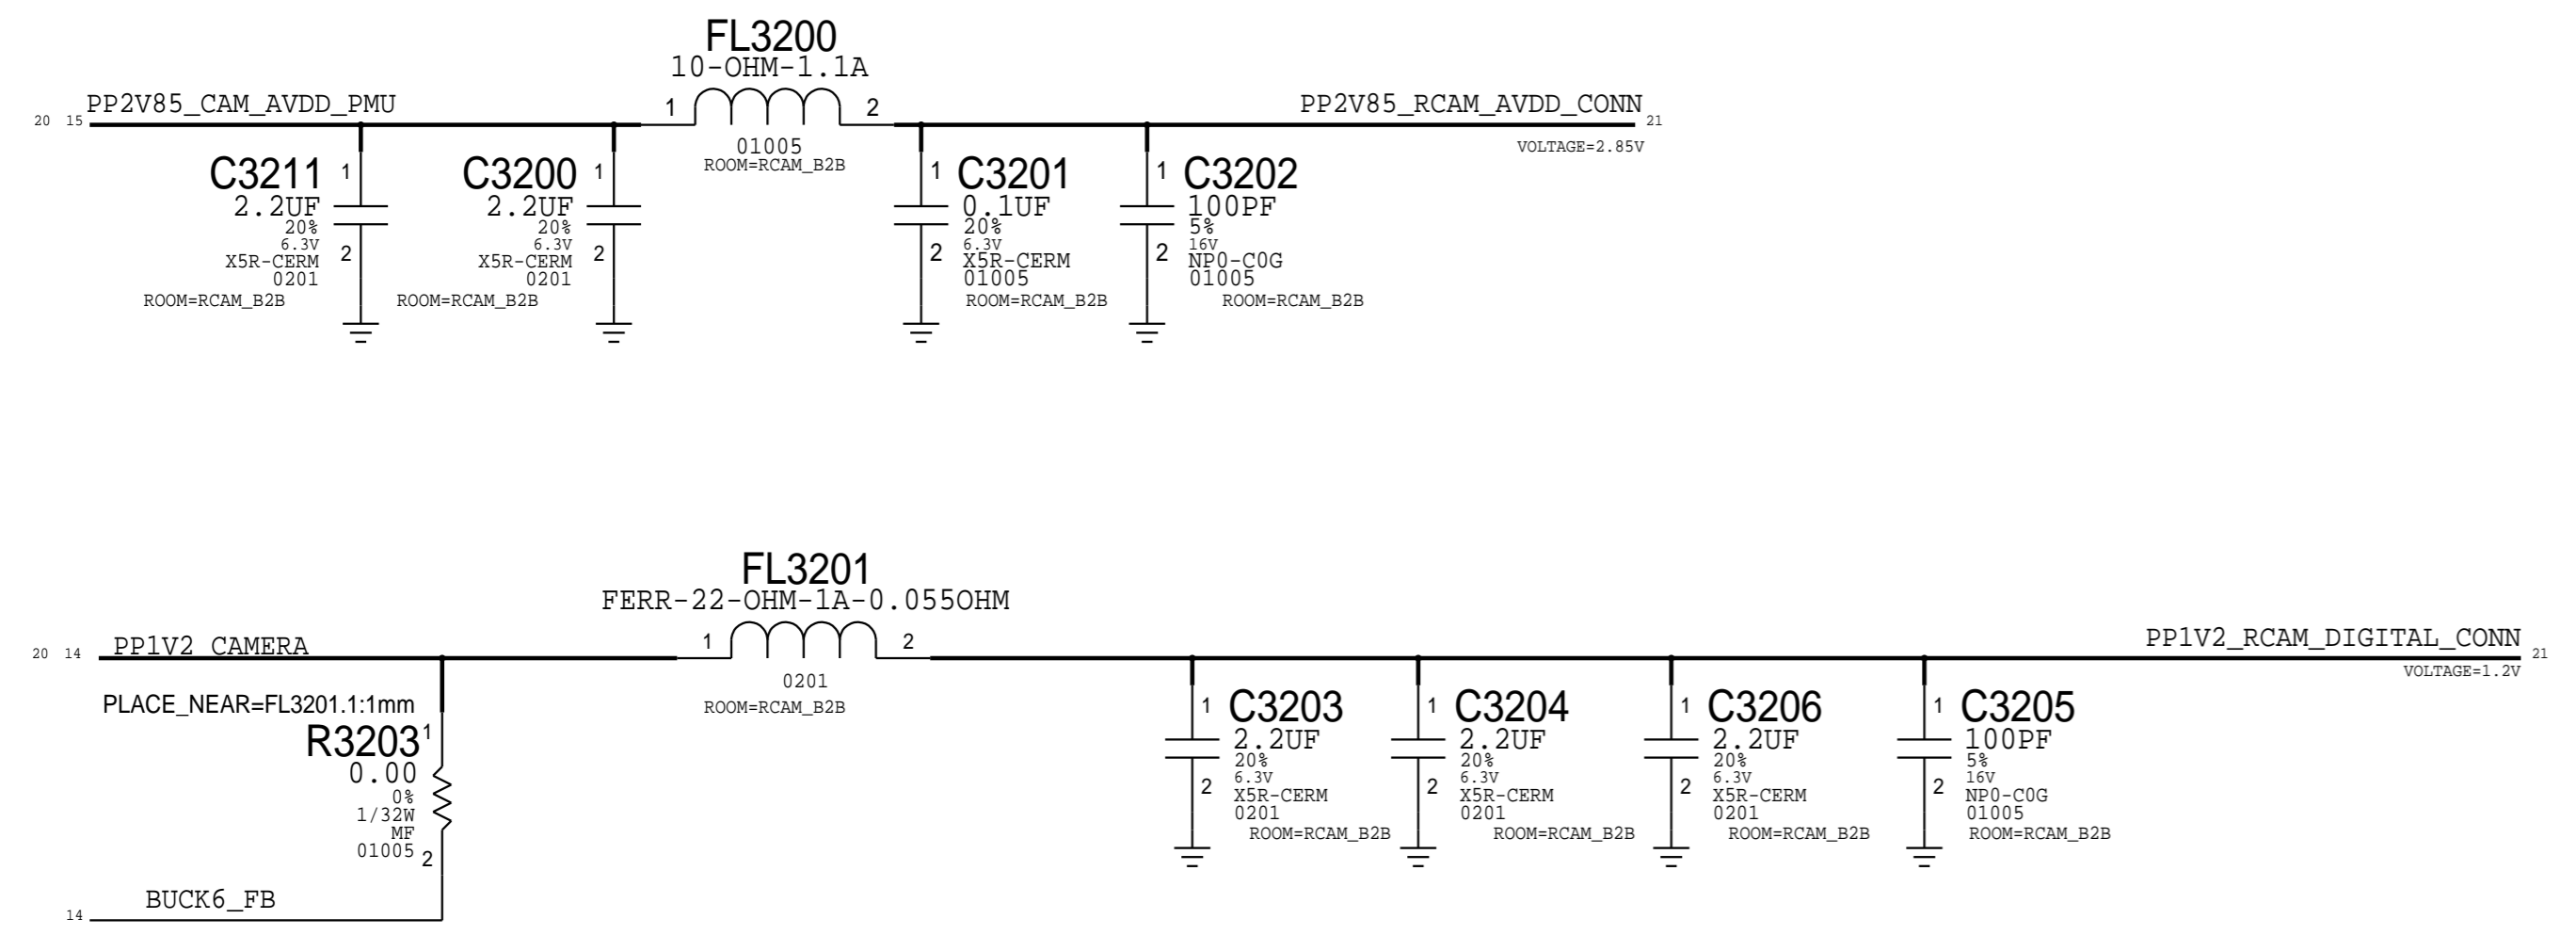 FL3200
10-OHM-1.1A
PP2V85_CAM_AVDD_PMU
1
2
PP2V85_RCAM_AVDD_CONN
20 15
21
01005
ROOM=RCAM_B2B
VOLTAGE=2.85V
C3211
1
2.2UF
20%
6.3V
2
X5R-CERM
0201
ROOM=RCAM_B2B
C3200
1
2.2UF
20%
6.3V
2
X5R-CERM
0201
ROOM=RCAM_B2B
1
C3201
0.1UF
20%
6.3V
2
X5R-CERM
01005
ROOM=RCAM_B2B
1
C3202
100PF
5%
16V
2
NP0-C0G
01005
ROOM=RCAM_B2B
FL3201
FERR-22-OHM-1A-0.055OHM
PP1V2_CAMERA
1
2
PP1V2_RCAM_DIGITAL_CONN
20 14
21
0201
ROOM=RCAM_B2B
VOLTAGE=1.2V
PLACE_NEAR=FL3201.1:1mm
R3203
1
0.00
0%
1/32W
MF
01005
2
BUCK6_FB
14
1
C3203
2.2UF
20%
6.3V
2
X5R-CERM
0201
ROOM=RCAM_B2B
1
C3204
2.2UF
20%
6.3V
2
X5R-CERM
0201
ROOM=RCAM_B2B
1
C3206
2.2UF
20%
6.3V
2
X5R-CERM
0201
ROOM=RCAM_B2B
1
C3205
100PF
5%
16V
2
NP0-C0G
01005
ROOM=RCAM_B2B